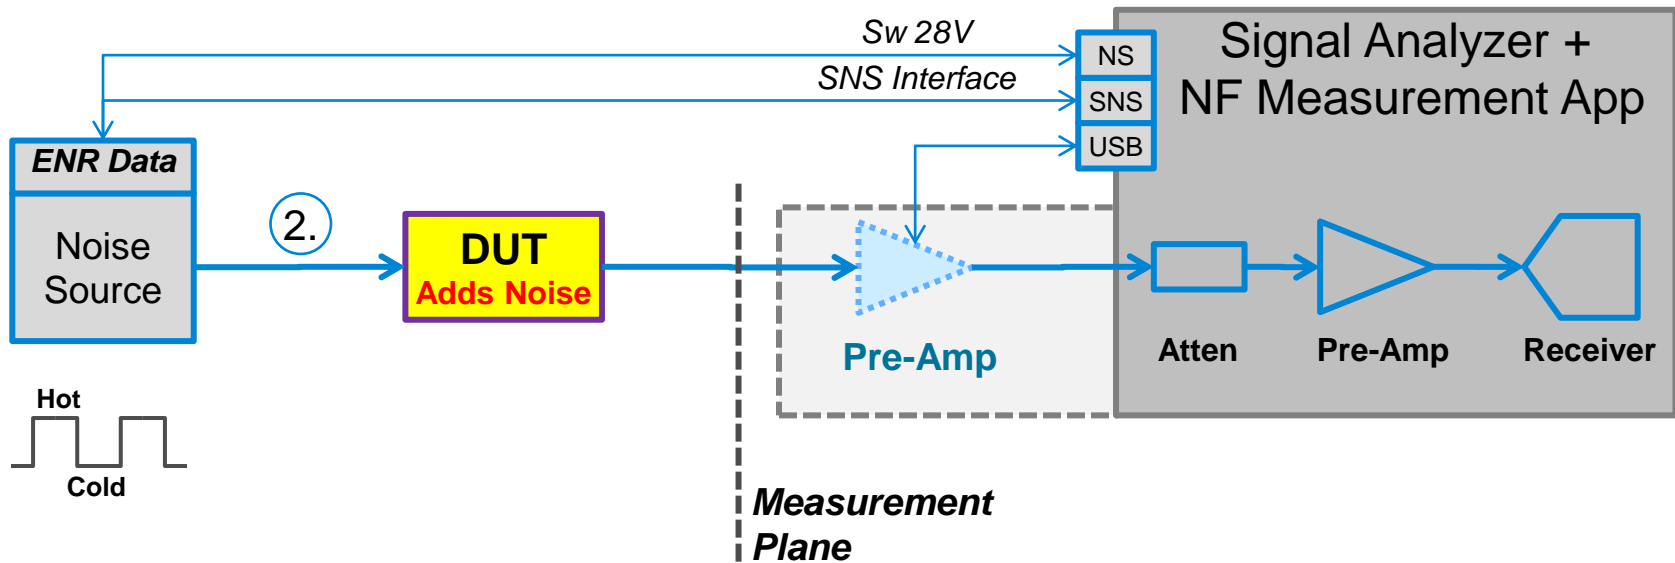 Sw 28V
SNS Interface
NS
SNS
USB
Signal Analyzer +
NF Measurement App
ENR Data
Noise
Source
2.
DUT
Adds Noise
Pre-Amp
Atten
Pre-Amp
Receiver
Hot
Cold
Measurement
Plane